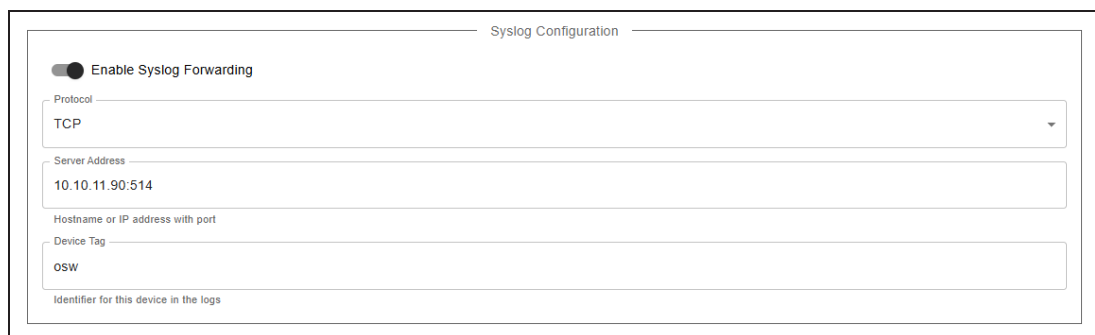 Syslog Configuration
Enable Syslog Forwarding
Protocol
TCP
Server Address
10.10.11.90:514
Hostname or IP address with port
Device Tag
osw
Identifier for this device in the logs